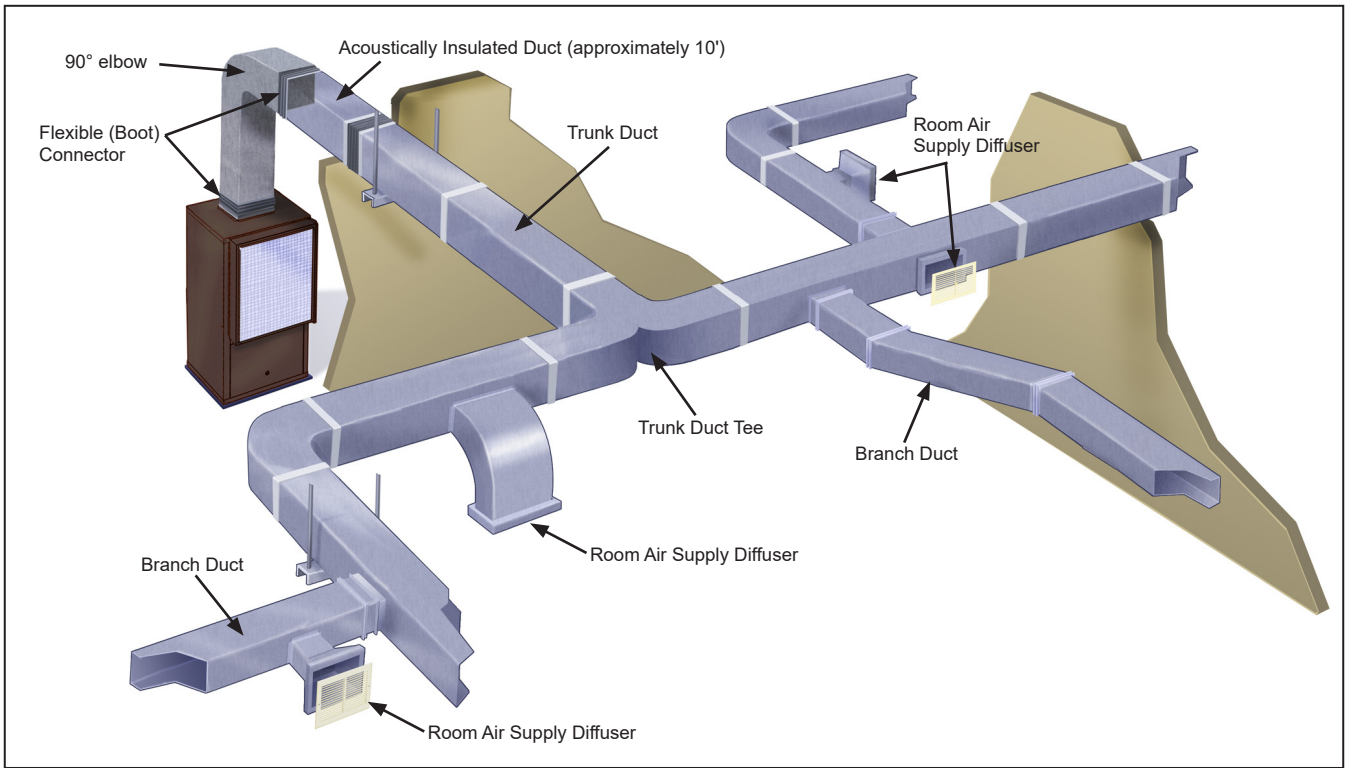 Acoustically Insulated Duct (approximately 10')
90° elbow
Flexible (Boot)
Connector
Trunk Duct
Room Air
Supply Diffuser
Trunk Duct Tee
Branch Duct
Room Air Supply Diffuser
Branch Duct
Room Air Supply Diffuser